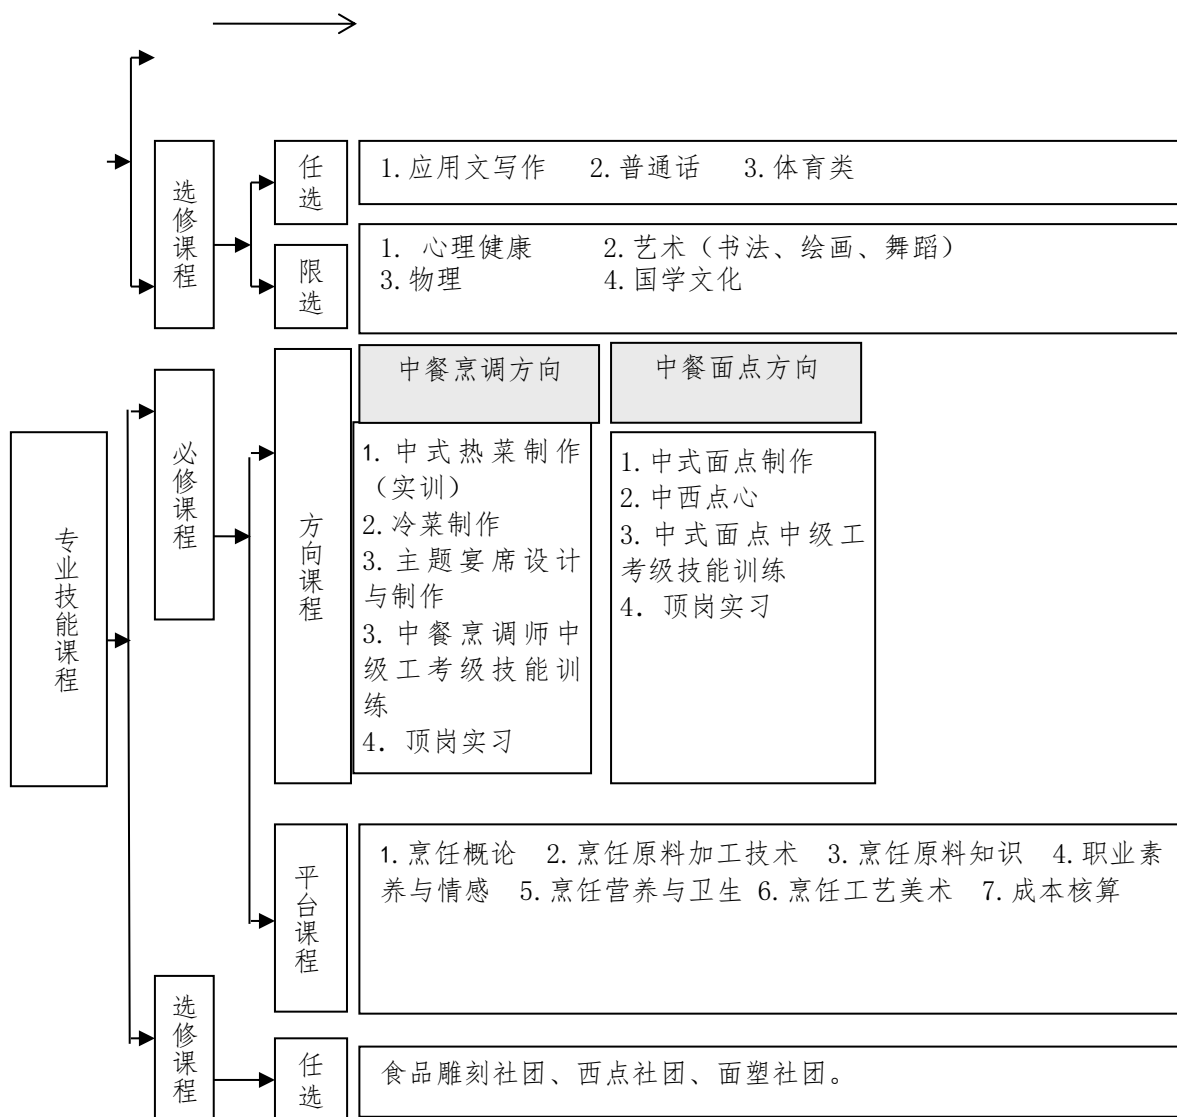 选修课程
任选
1.应用文写作 2.普通话 3.体育类
限选
1. 心理健康 2.艺术（书法、绘画、舞蹈）
3.物理 4.国学文化
专业技能课程
必修课程
方向课程
中餐烹调方向
1. 中式热菜制作
（实训）
2.冷菜制作
3.主题宴席设计
与制作
3.中餐烹调师中
级工考级技能训
练
4. 顶岗实习
中餐面点方向
1.中式面点制作
2.中西点心
3.中式面点中级工
考级技能训练
4. 顶岗实习
平台课程
1.烹饪概论 2.烹饪原料加工技术 3.烹饪原料知识 4.职业素
养与情感 5.烹饪营养与卫生 6.烹饪工艺美术 7.成本核算
选修课程
任选
食品雕刻社团、西点社团、面塑社团。